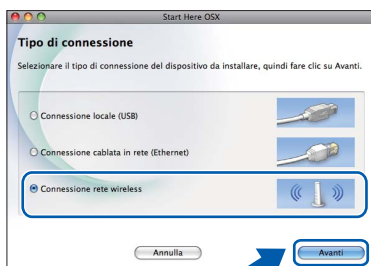 Start Here OSX
Tipo di connessione
Selezionare il tipo di connessione del dispositivo da installare, quindi fare clic su Avanti.
Connessione locale (USB)
Connessione cablata in rete (Ethernet)
Connessione rete wireless
Annulla
Avanti